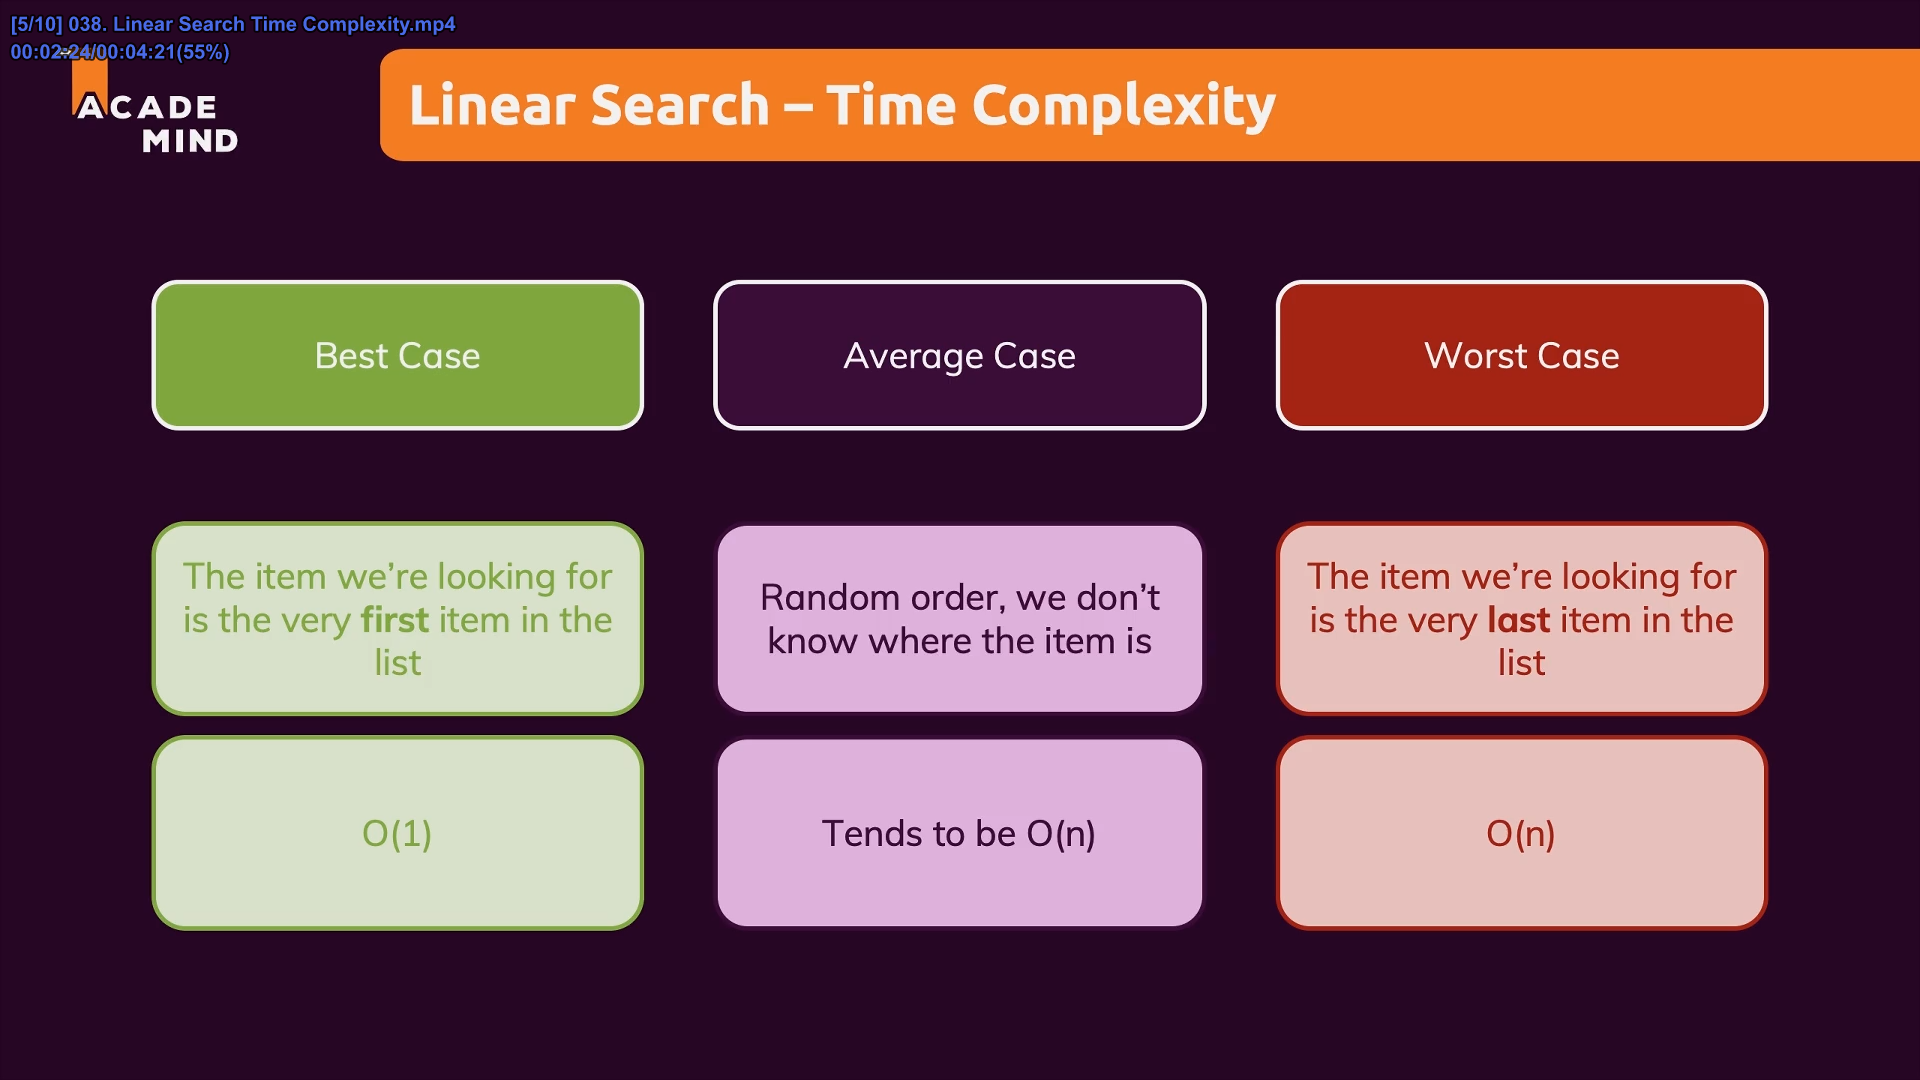 [5/10] 038. Linear Search Time Complexity.mp4
00:02:24/00:04:21(55%)
ACADE
MIND
Linear Search – Time Complexity
Best Case
Average Case
Worst Case
The item we’re looking for
is the very first item in the
list
Random order, we don’t
know where the item is
The item we’re looking for
is the very last item in the
list
O(1)
Tends to be O(n)
O(n)